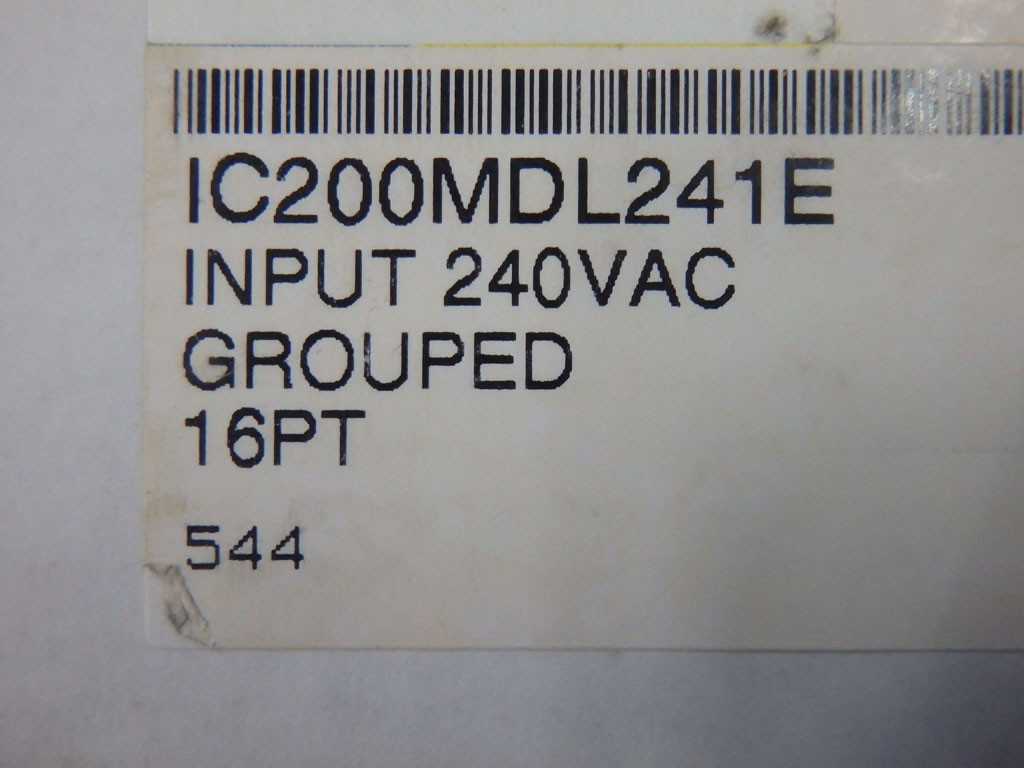 IC200MDL241E
INPUT 240VAC
GROUPED
16PT
544